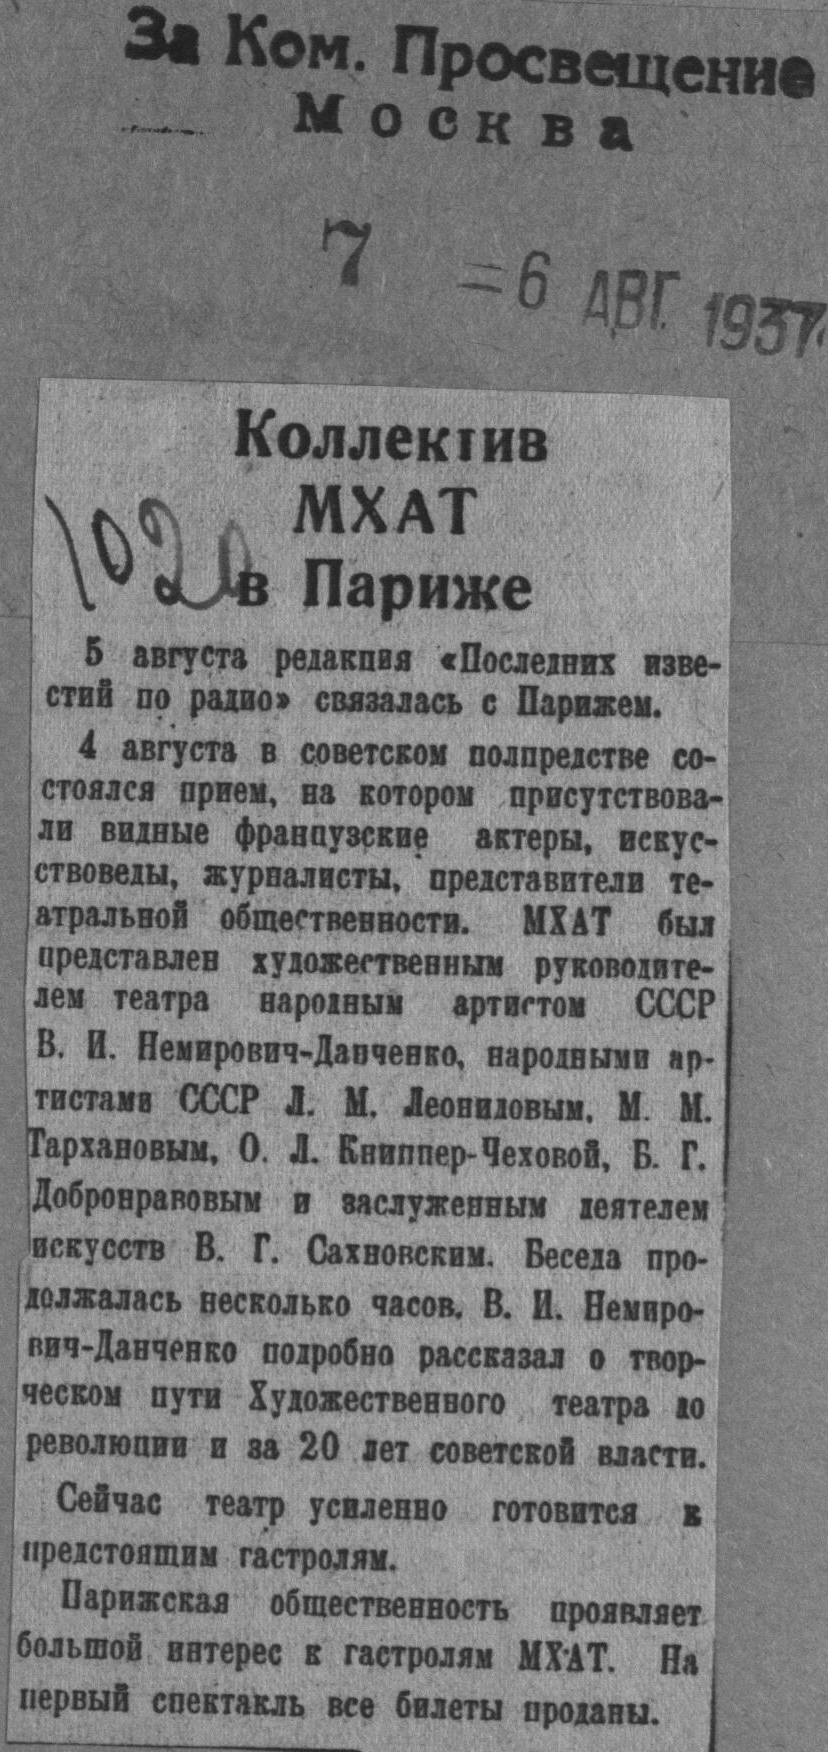 За Ком. Просвещение
Москва
7 = 6 АВГ. 1937
Коллектив
МХАТ
в Париже
5 августа редакция «Последних изве-
стий по радио» связалась с Парижем.
4 августа в советском полпредстве со-
стоялся прием, на котором присутствова-
ли видные французские актеры, искус-
ствоведы, журналисты, представители те-
атральной общественности. МХАТ был
представлен художественным руководите-
лем театра народным артистом СССР
В. И. Немирович-Данченко, народными ар-
тистами СССР Л. М. Леонидовым, М. М.
Тархановым, О. Л. Книппер-Чеховой, Б. Г.
Добронравовым и заслуженным деятелем
искусств В. Г. Сахновским. Беседа про-
должалась несколько часов. В. И. Немиро-
вич-Данченко подробно рассказал о твор-
ческом пути Художественного театра до
революции и за 20 лет советской власти.
Сейчас театр усиленно готовится к
предстоящим гастролям.
Парижская общественность проявляет
большой интерес к гастролям МХАТ. На
первый спектакль все билеты проданы.